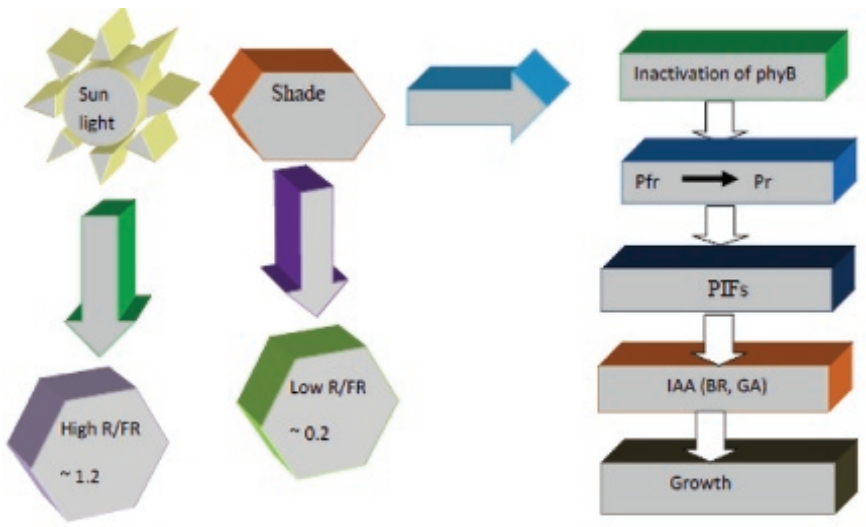 Sun
light
Shade
High R/FR
~ 1.2
Low R/FR
~ 0.2
Inactivation of phyB
Pfr Pr
PIFs
IAA (BR, GA)
Growth